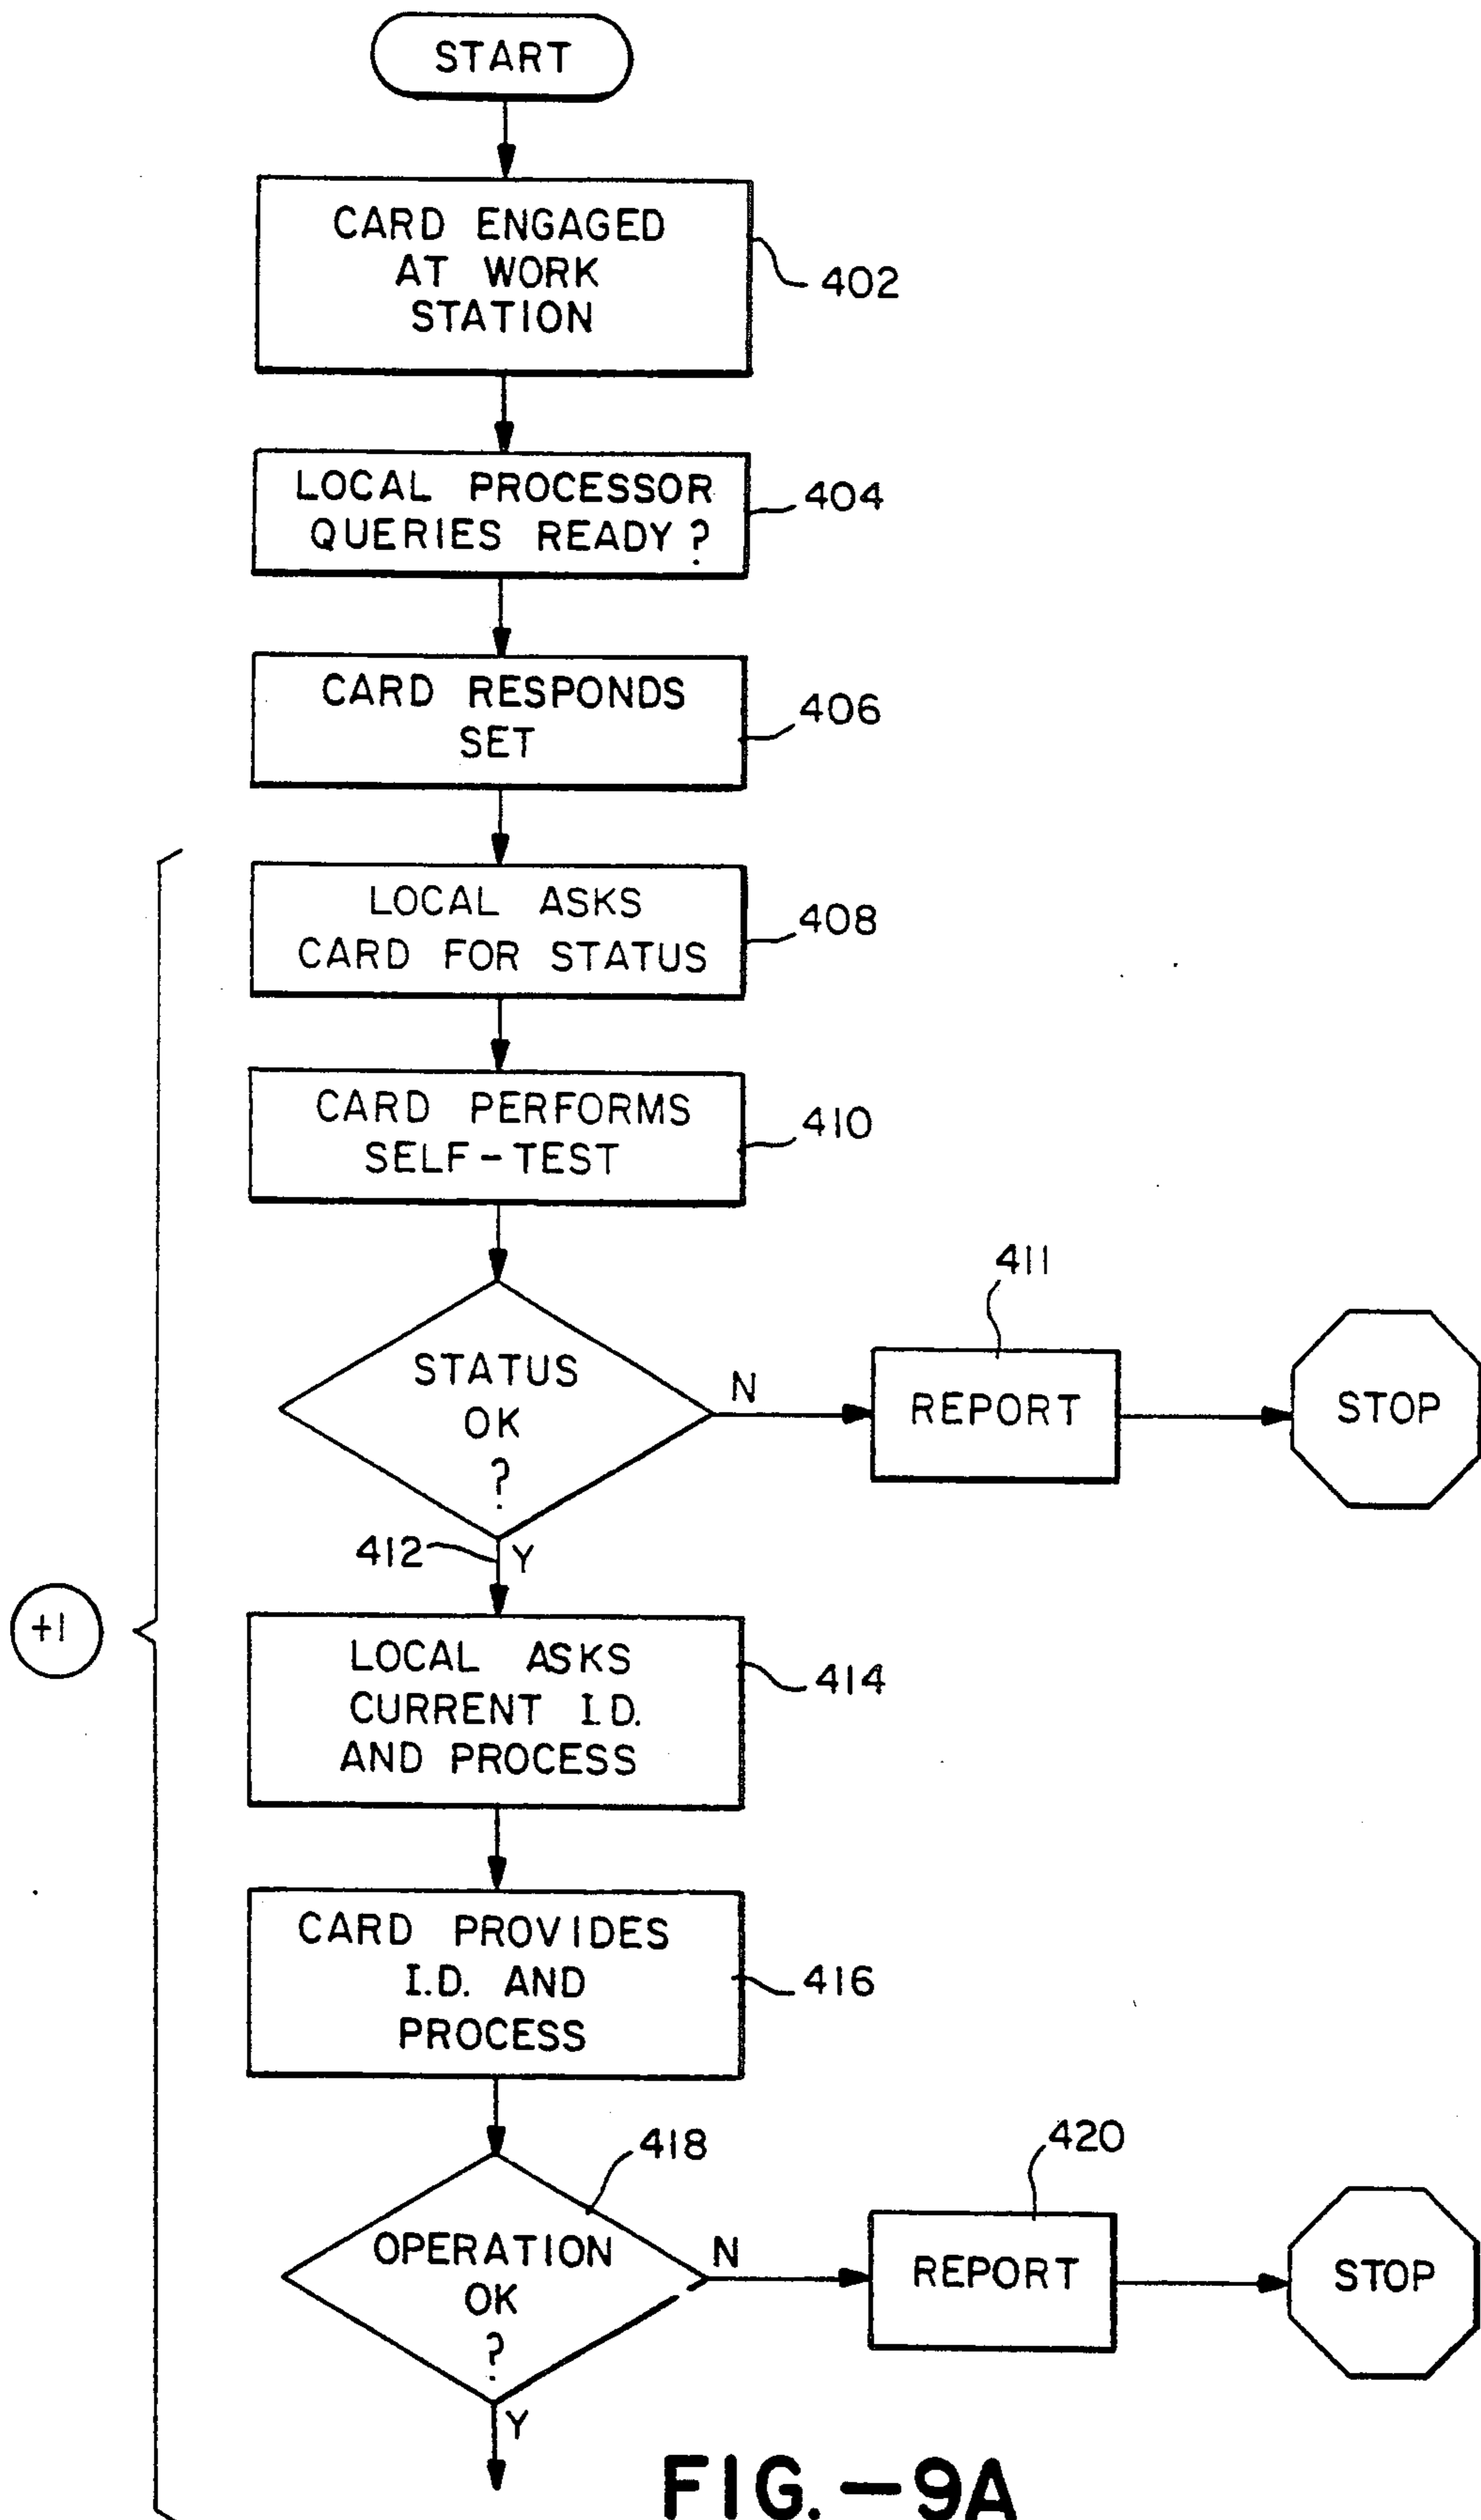 START
CARD ENGAGED
AT WORK
STATION
402
LOCAL PROCESSOR
QUERIES READY?
404
CARD RESPONDS
SET
406
LOCAL ASKS
CARD FOR STATUS
408
CARD PERFORMS
SELF-TEST
410
STATUS
OK
?
N
411
REPORT
STOP
412
Y
+1
LOCAL ASKS
CURRENT I.D.
AND PROCESS
414
CARD PROVIDES
I.D. AND
PROCESS
416
418
OPERATION
OK
?
N
420
REPORT
STOP
Y
FIG.-9A